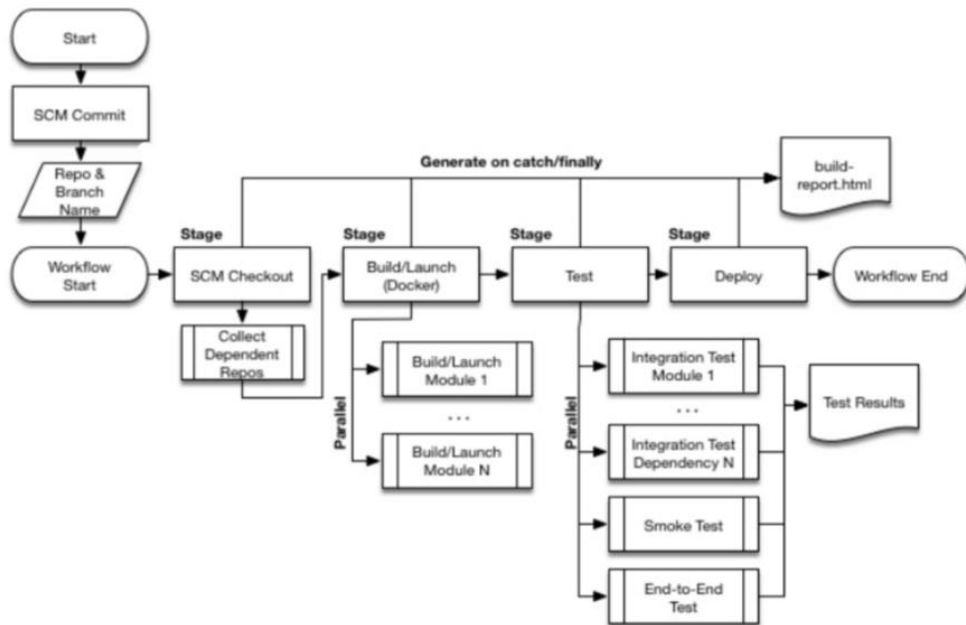 Start
SCM Commit
Repo &
Branch
Name
Generate on catch/finally
build-
report.html
Workflow
Start
Stage
SCM Checkout
Stage
Build/Launch
(Docker)
Stage
Test
Stage
Deploy
Workflow End
Collect
Dependent
Repos
Parallel
Build/Launch
Module 1
...
Build/Launch
Module N
Parallel
Integration Test
Module 1
...
Integration Test
Dependency N
Smoke Test
End-to-End
Test
Test Results